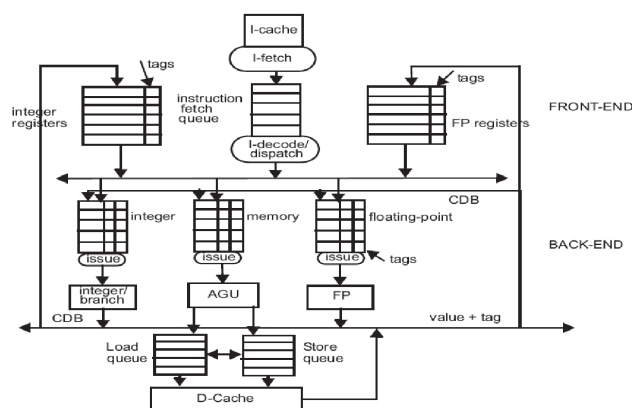 I-cache
I-fetch
tags
tags
integer
registers
instruction
fetch
queue
FP registers
FRONT-END
I-decode/
dispatch
CDB
integer
memory
floating-point
BACK-END
issue
issue
issue
tags
integer/
branch
AGU
FP
CDB
value + tag
Load
queue
Store
queue
D-Cache